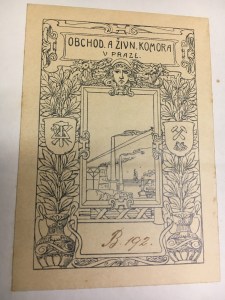 OBCHOD. A ŽIVN. KOMORA
V PRAZE.
B. 192.